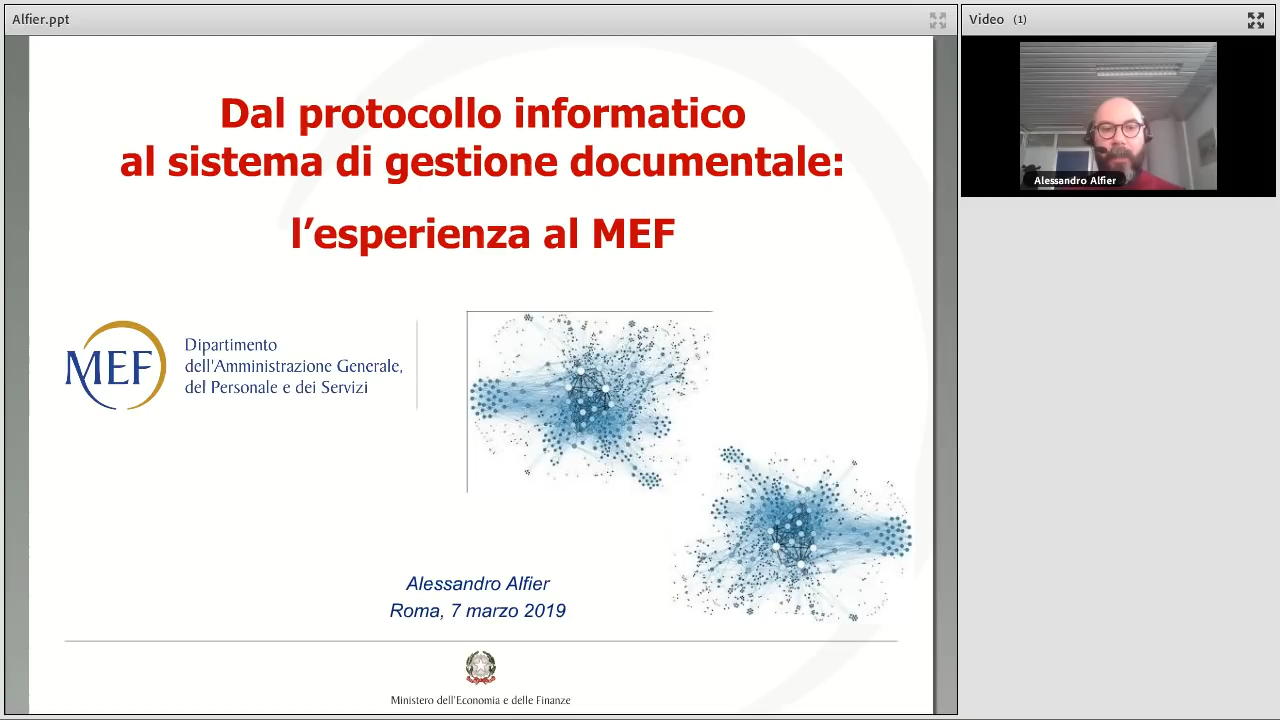 Alfier.ppt
Video (1)
Alessandro Alfier
Dal protocollo informatico
al sistema di gestione documentale:
l'esperienza al MEF
MEF
Dipartimento
dell'Amministrazione Generale,
del Personale e dei Servizi
Alessandro Alfier
Roma, 7 marzo 2019
Ministero dell'Economia e delle Finanze